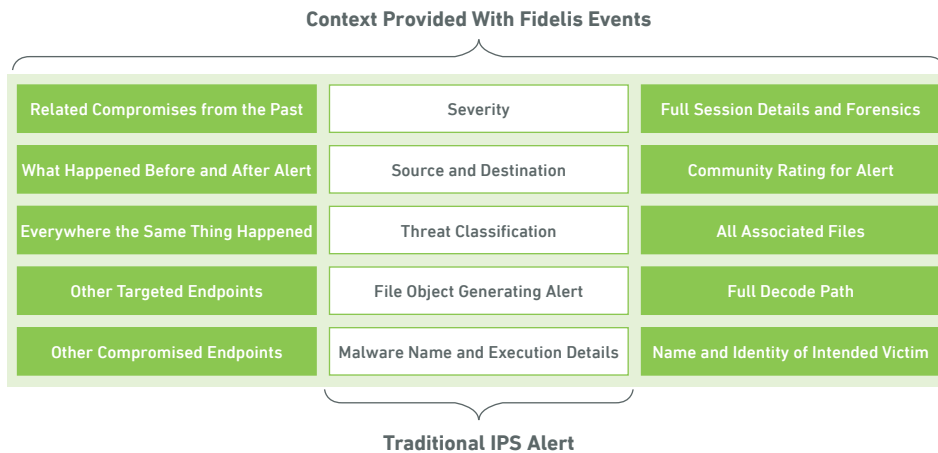 Context Provided With Fidelis Events
Related Compromises from the Past
Severity
Full Session Details and Forensics
What Happened Before and After Alert
Source and Destination
Community Rating for Alert
Everywhere the Same Thing Happened
Threat Classification
All Associated Files
Other Targeted Endpoints
File Object Generating Alert
Full Decode Path
Other Compromised Endpoints
Malware Name and Execution Details
Name and Identity of Intended Victim
Traditional IPS Alert